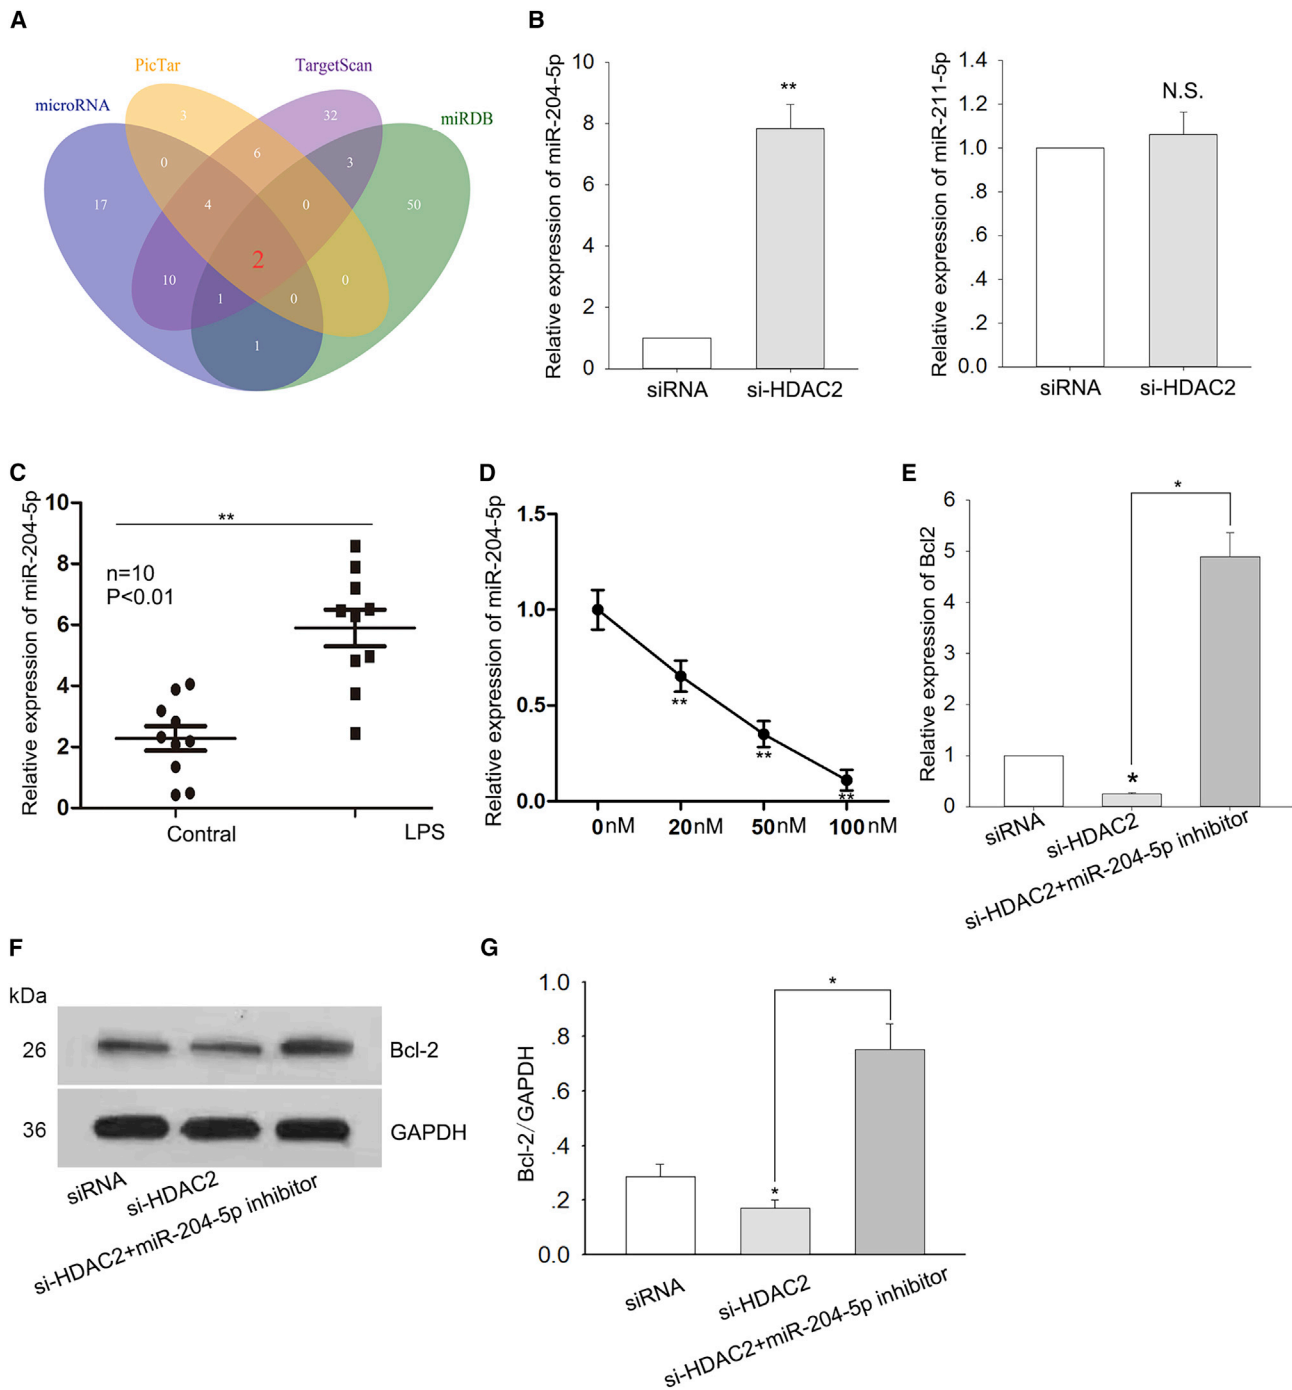 A
PicTar
TargetScan
microRNA
miRDB
3
32
0
6
3
17
4
0
50
2
10
1
0
0
1
B
Relative expression of miR-204-5p
10
8
6
4
2
0
**
siRNA
si-HDAC2
Relative expression of miR-211-5p
1.4
1.2
1.0
.8
.6
.4
.2
0.0
N.S.
siRNA
si-HDAC2
C
Relative expression of miR-204-5p
10
8
6
4
2
0
**
n=10
P<0.01
Contral
LPS
D
Relative expression of miR-204-5p
1.5
1.0
0.5
0.0
**
**
**
0nM
20nM
50nM
100nM
E
Relative expression of Bcl2
6
5
4
3
2
1
0
*
*
siRNA
si-HDAC2
si-HDAC2+miR-204-5p inhibitor
F
kDa
26
Bcl-2
36
GAPDH
siRNA
si-HDAC2
si-HDAC2+miR-204-5p inhibitor
G
Bcl-2/GAPDH
1.0
.8
.6
.4
.2
0.0
*
*
siRNA
si-HDAC2
si-HDAC2+miR-204-5p inhibitor